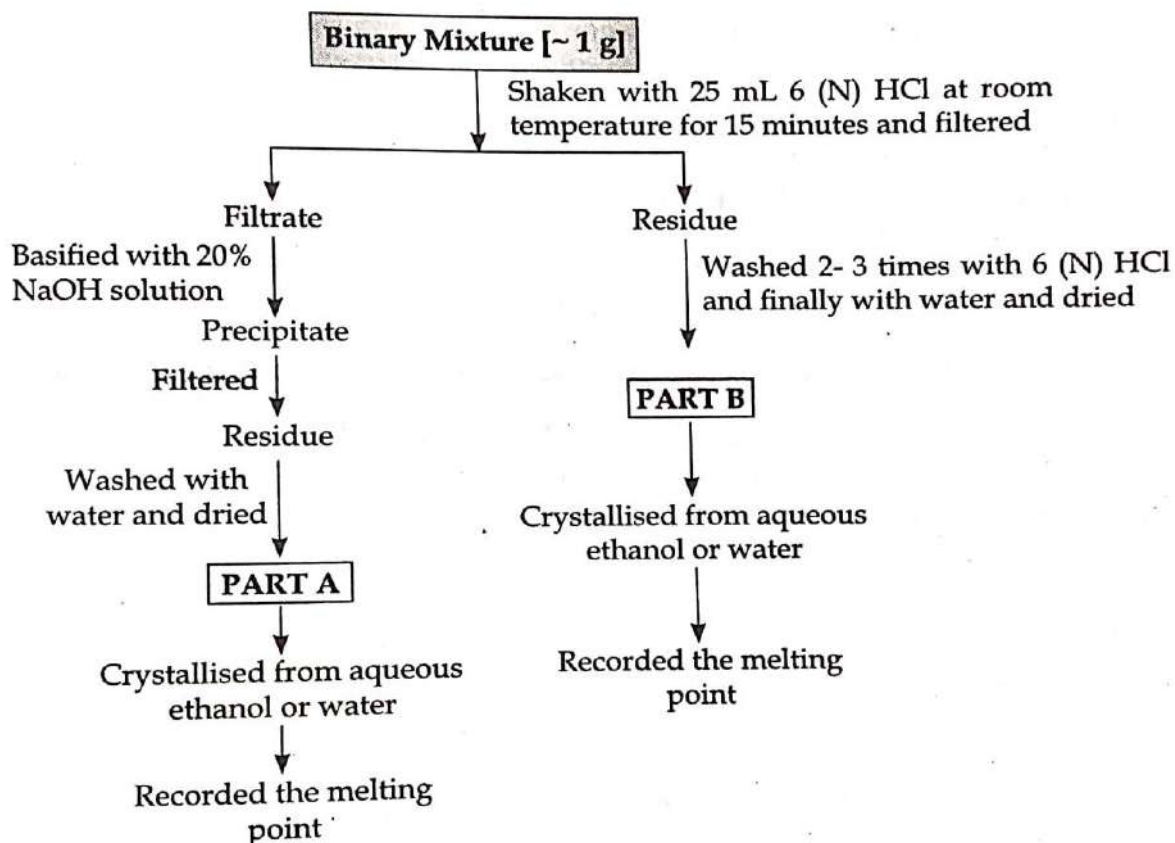 Binary Mixture [~ 1 g]
Shaken with 25 mL 6 (N) HCl at room
temperature for 15 minutes and filtered
Filtrate
Basified with 20%
NaOH solution
Precipitate
Filtered
Residue
Washed with
water and dried
PART A
Crystallised from aqueous
ethanol or water
Recorded the melting
point
Residue
Washed 2- 3 times with 6 (N) HCl
and finally with water and dried
PART B
Crystallised from aqueous
ethanol or water
Recorded the melting
point